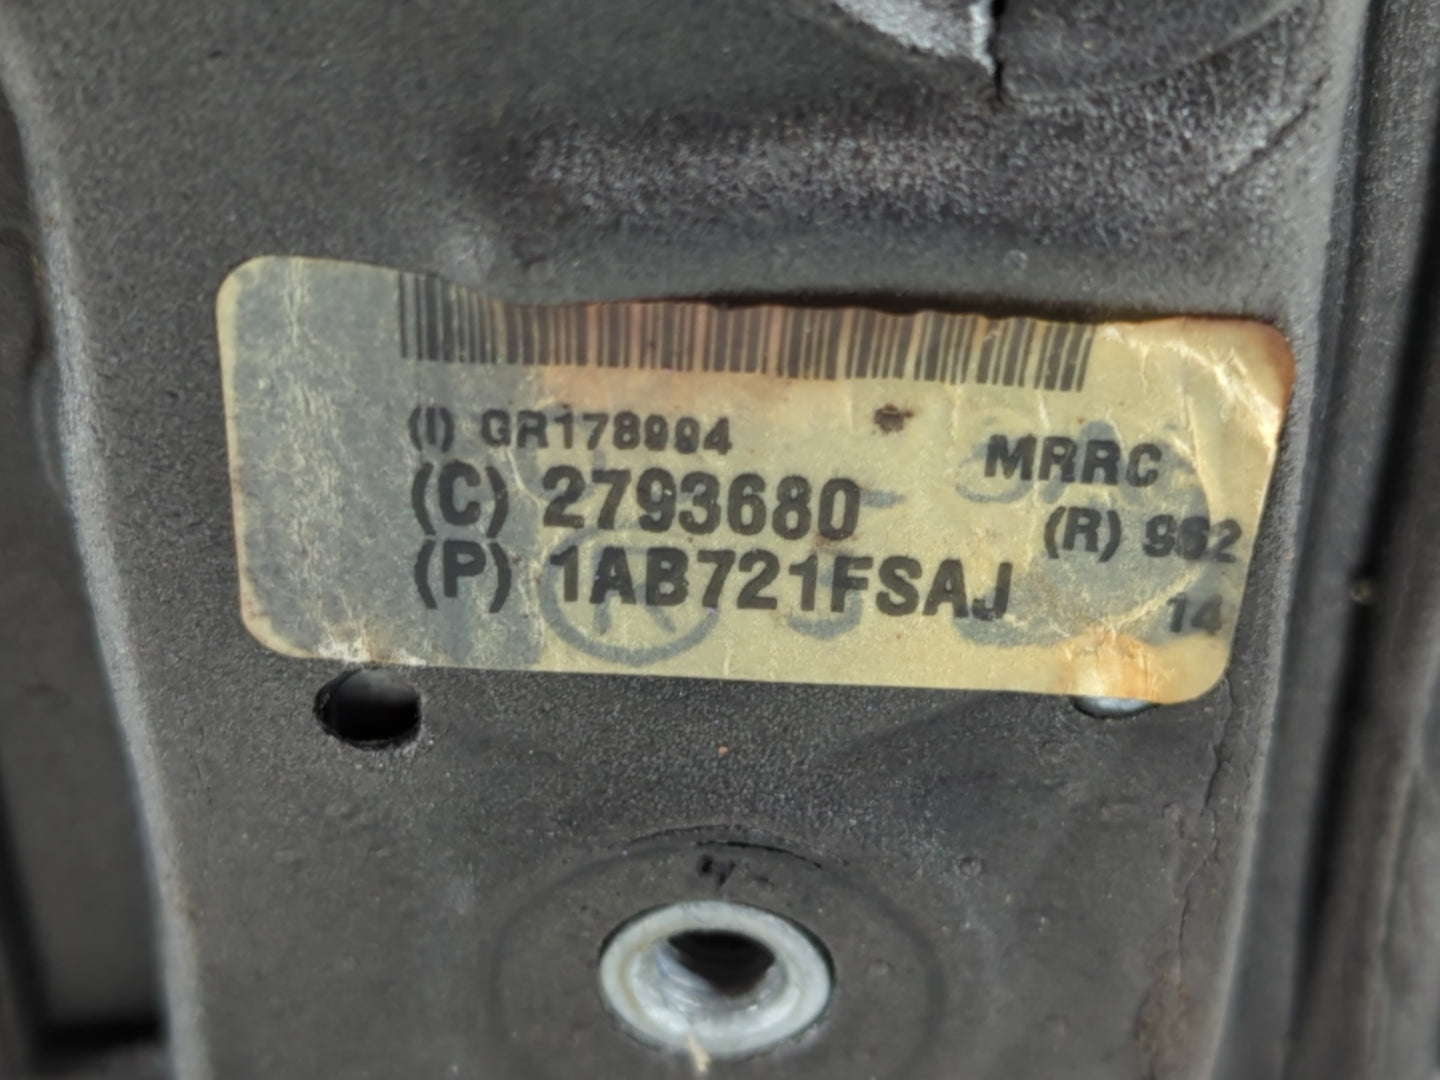 (I) GR178994
MRRC
(C) 2793680
(R) 962
(P) 1AB721FSAJ
14